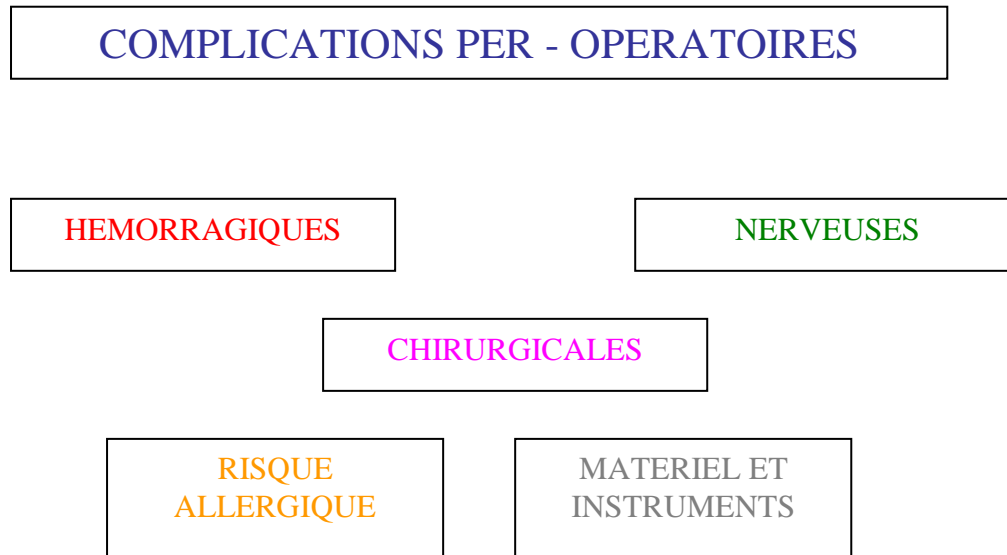 COMPLICATIONS PER - OPERATOIRES
HEMORRAGIQUES
NERVEUSES
CHIRURGICALES
RISQUE
ALLERGIQUE
MATERIEL ET
INSTRUMENTS